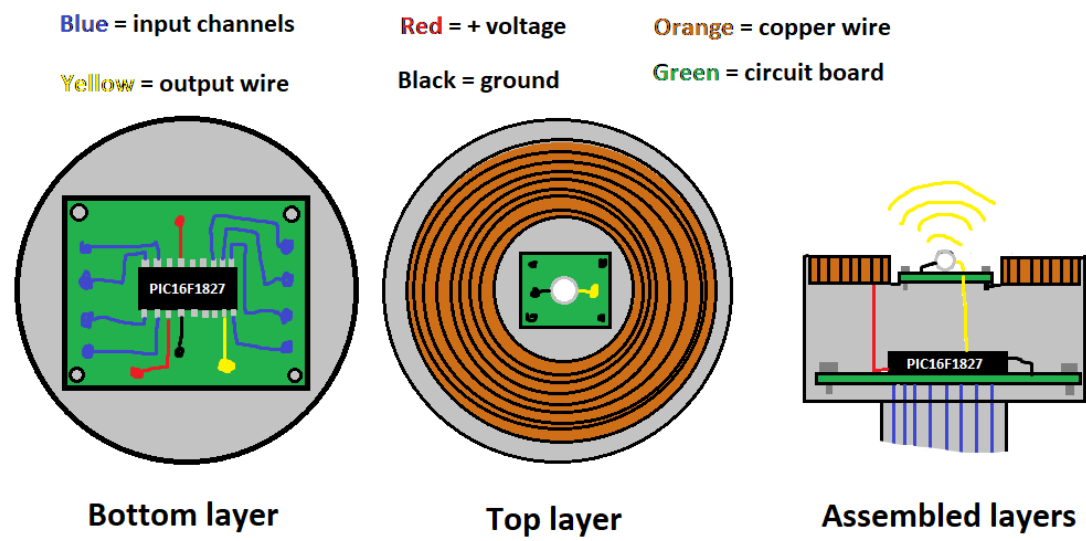 Blue = input channels
Red = + voltage
Orange = copper wire
Yellow = output wire
Black = ground
Green = circuit board
PIC16F1827
PIC16F1827
Bottom layer
Top layer
Assembled layers